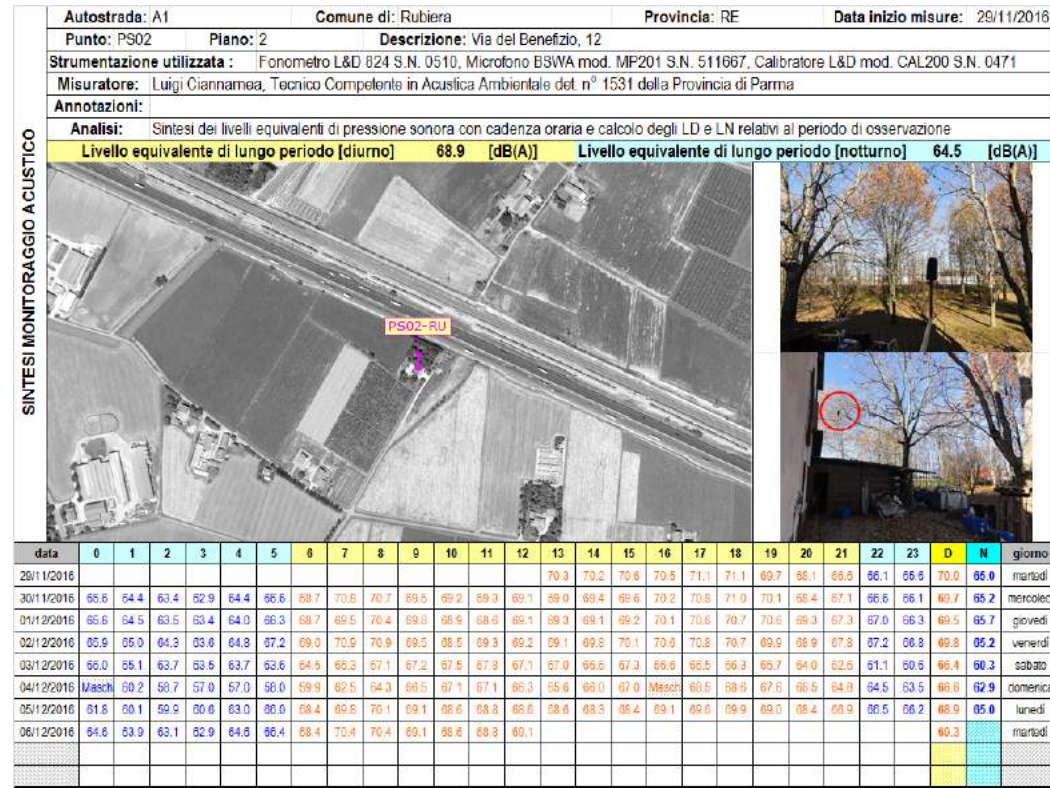 Autostrada: A1 Comune di: Rubiera Provincia: RE Data inizio misure: 29/11/2016
Punto: PS02 Piano: 2 Descrizione: Via del Benefizio, 12
Strumentazione utilizzata : Fonometro L&D 824 S.N. 0510, Microfono BSWA mod. MP201 S.N. 511667, Calibratore L&D mod. CAL200 S.N. 0471
Misuratore: Luigi Ciannamea, Tecnico Competente in Acustica Ambientale det. n° 1531 della Provincia di Parma
Annotazioni:
Analisi: Sintesi dei livelli equivalenti di pressione sonora con cadenza oraria e calcolo degli LD e LN relativi al periodo di osservazione
Livello equivalente di lungo periodo [diurno] 68.9 [dB(A)] Livello equivalente di lungo periodo [notturno] 64.5 [dB(A)]
SINTESI MONITORAGGIO ACUSTICO
PS02-RU
data 0 1 2 3 4 5 6 7 8 9 10 11 12 13 14 15 16 17 18 19 20 21 22 23 D N giorno
29/11/2016 70.3 70.2 70.6 70.5 71.1 71.1 69.7 68.1 66.6 66.1 65.6 70.0 65.0 martedì
30/11/2016 65.6 64.4 63.4 62.9 64.4 66.6 68.7 70.8 70.7 69.5 69.2 69.3 69.1 69.0 69.4 69.6 70.2 70.8 71.0 70.1 68.4 67.1 66.6 66.1 69.7 65.2 mercoled
01/12/2016 65.6 64.5 63.5 63.4 64.0 66.3 68.7 69.5 70.4 69.8 68.9 68.6 69.1 69.3 69.1 69.2 70.1 70.6 70.7 70.6 69.3 67.3 67.0 66.3 69.5 65.7 giovedì
02/12/2016 65.9 65.0 64.3 63.6 64.8 67.2 69.0 70.9 70.9 69.5 68.5 69.3 69.2 69.1 69.8 70.1 70.6 70.8 70.7 69.9 68.9 67.8 67.2 66.8 69.8 65.2 venerdì
03/12/2016 66.0 65.1 63.7 63.5 63.7 63.6 64.5 66.3 67.1 67.2 67.5 67.8 67.1 67.0 66.6 67.3 66.6 66.5 66.3 65.7 64.0 62.6 61.1 60.6 66.4 60.3 sabato
04/12/2016 Masch 60.2 58.7 57.0 57.0 58.0 59.9 62.5 64.3 66.5 67.1 67.1 66.3 65.6 66.0 67.0 Masch 68.5 68.6 67.6 66.5 64.8 64.5 63.5 66.6 62.9 domenica
05/12/2016 61.8 60.1 59.9 60.6 63.0 66.0 68.4 69.8 70.1 69.1 68.6 68.8 68.6 68.6 68.3 68.4 69.1 69.6 69.9 69.0 68.4 66.9 66.5 66.2 68.9 65.0 lunedì
06/12/2016 64.6 63.9 63.1 62.9 64.6 66.4 68.4 70.4 70.4 69.1 68.6 68.8 69.1 60.3 martedì